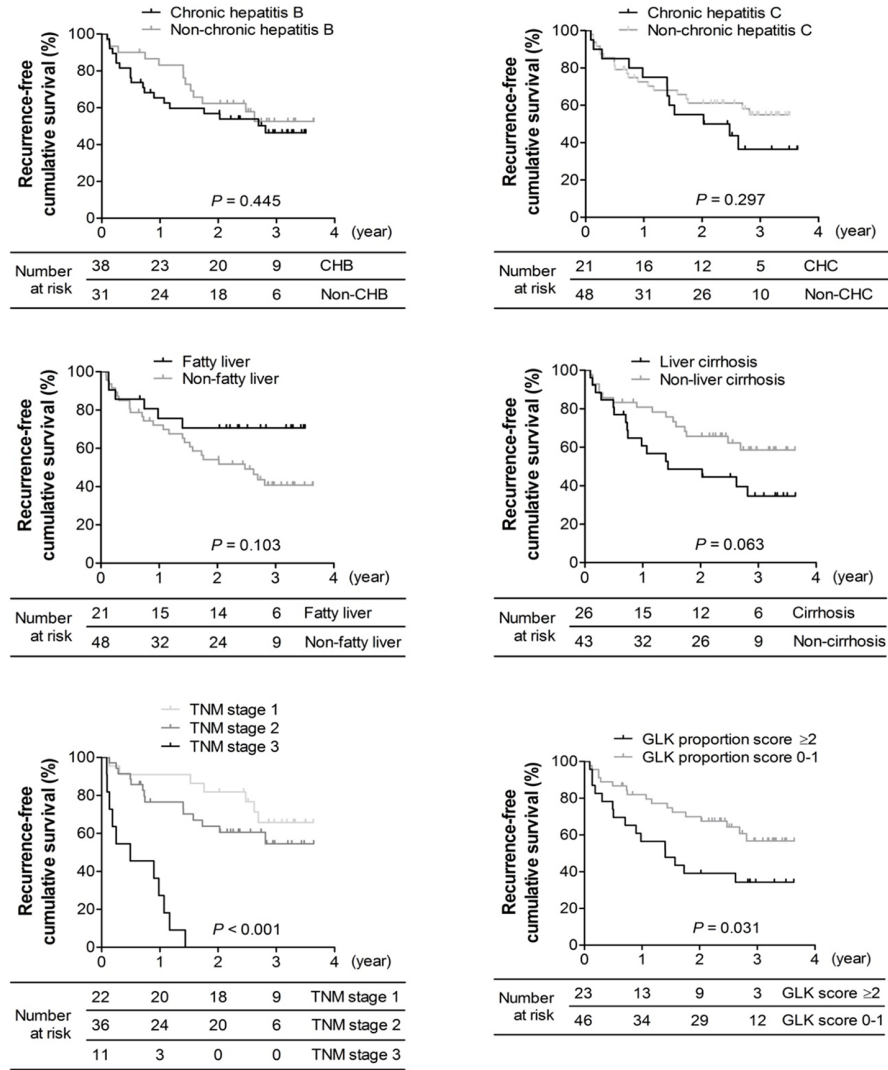 Chronic hepatitis B
Non-chronic hepatitis B
Recurrence-free
cumulative survival (%)
100
80
60
40
20
0
P = 0.445
0 1 2 3 4 (year)
Number at risk
38 23 20 9 CHB
31 24 18 6 Non-CHB
Chronic hepatitis C
Non-chronic hepatitis C
Recurrence-free
cumulative survival (%)
100
80
60
40
20
0
P = 0.297
0 1 2 3 4 (year)
Number at risk
21 16 12 5 CHC
48 31 26 10 Non-CHC
Fatty liver
Non-fatty liver
Recurrence-free
cumulative survival (%)
100
80
60
40
20
0
P = 0.103
0 1 2 3 4 (year)
Number at risk
21 15 14 6 Fatty liver
48 32 24 9 Non-fatty liver
Liver cirrhosis
Non-liver cirrhosis
Recurrence-free
cumulative survival (%)
100
80
60
40
20
0
P = 0.063
0 1 2 3 4 (year)
Number at risk
26 15 12 6 Cirrhosis
43 32 26 9 Non-cirrhosis
TNM stage 1
TNM stage 2
TNM stage 3
Recurrence-free
cumulative survival (%)
100
80
60
40
20
0
P < 0.001
0 1 2 3 4 (year)
Number at risk
22 20 18 9 TNM stage 1
36 24 20 6 TNM stage 2
11 3 0 0 TNM stage 3
GLK proportion score ≥2
GLK proportion score 0-1
Recurrence-free
cumulative survival (%)
100
80
60
40
20
0
P = 0.031
0 1 2 3 4 (year)
Number at risk
23 13 9 3 GLK score ≥2
46 34 29 12 GLK score 0-1